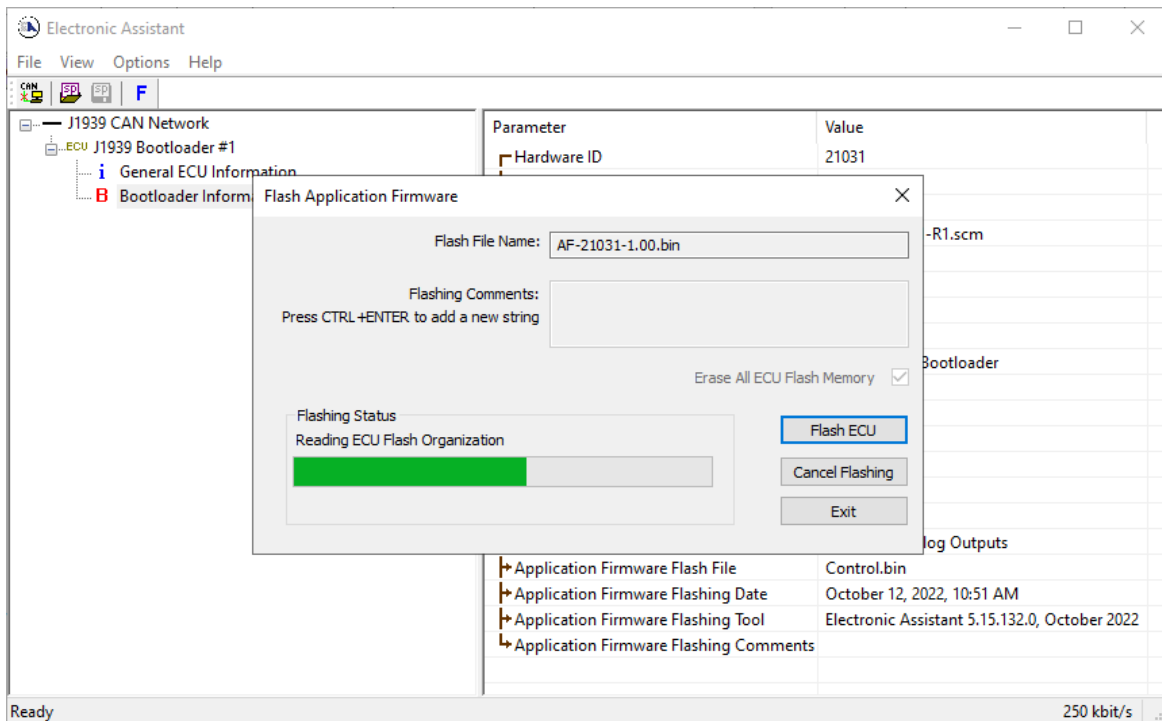 Electronic Assistant
File View Options Help
CAN SP SP F
J1939 CAN Network
ECU J1939 Bootloader #1
i General ECU Information
B Bootloader Inform
Parameter Value
Hardware ID 21031
-R1.scm
Bootloader
log Outputs
Application Firmware Flash File Control.bin
Application Firmware Flashing Date October 12, 2022, 10:51 AM
Application Firmware Flashing Tool Electronic Assistant 5.15.132.0, October 2022
Application Firmware Flashing Comments
Flash Application Firmware
Flash File Name: AF-21031-1.00.bin
Flashing Comments:
Press CTRL+ENTER to add a new string
Erase All ECU Flash Memory
Flashing Status
Reading ECU Flash Organization
Flash ECU
Cancel Flashing
Exit
Ready 250 kbit/s